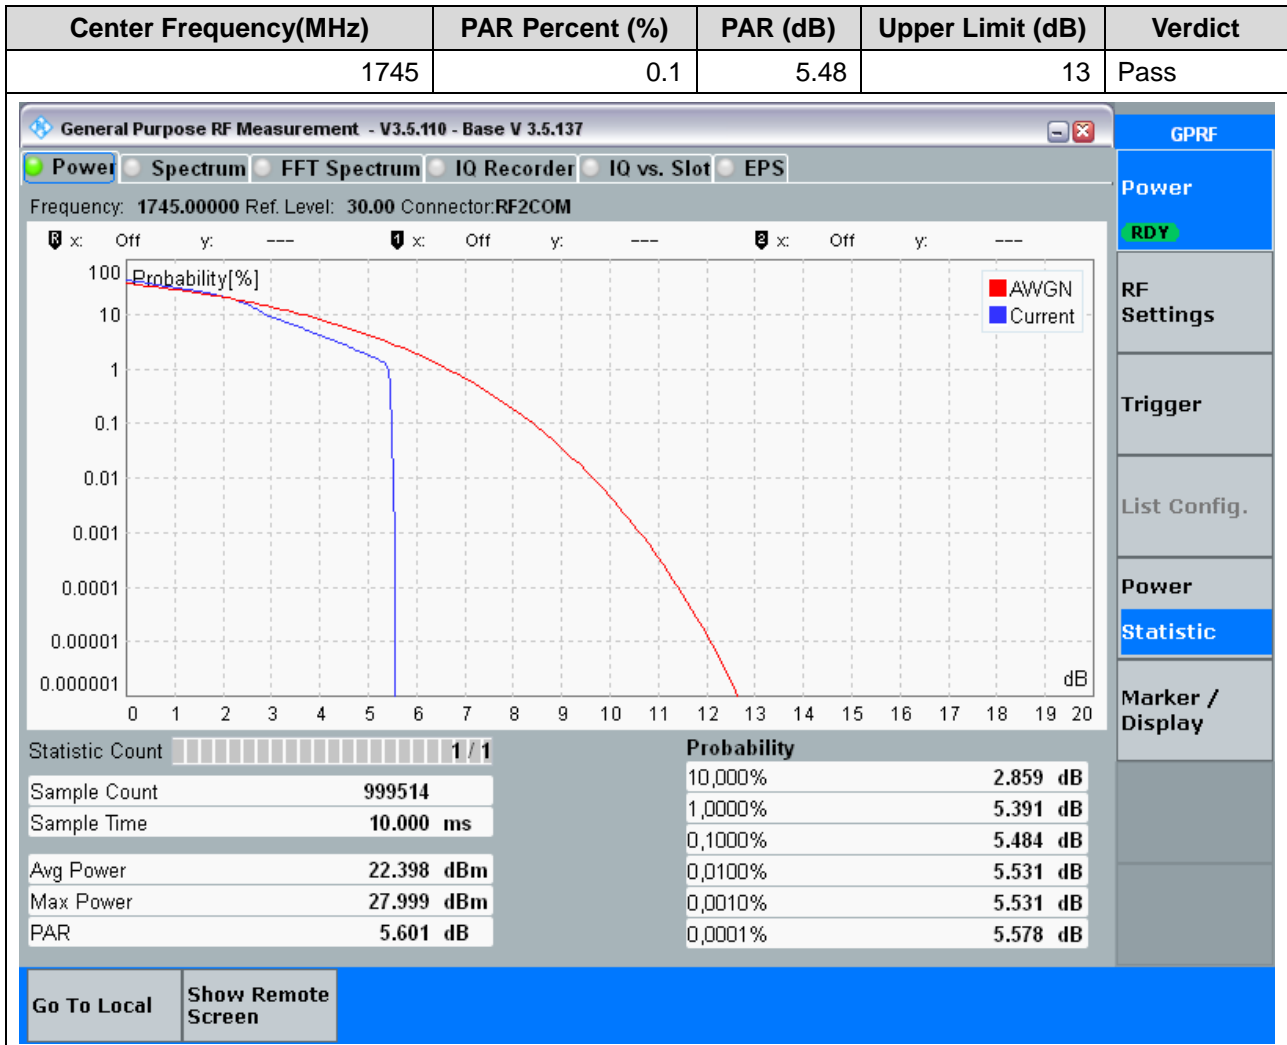 Center Frequency(MHz) PAR Percent (%) PAR (dB) Upper Limit (dB) Verdict
1745 0.1 5.48 13 Pass
General Purpose RF Measurement - V3.5.110 - Base V 3.5.137
GPRF
Power Spectrum FFT Spectrum IQ Recorder IQ vs. Slot EPS
Power
RDY
Frequency: 1745.00000 Ref. Level: 30.00 Connector:RF2COM
R x: Off y: --- 1 x: Off y: --- 2 x: Off y: ---
Probability[%]
AWGN
Current
100
10
1
0.1
0.01
0.001
0.0001
0.00001
0.000001
dB
0 1 2 3 4 5 6 7 8 9 10 11 12 13 14 15 16 17 18 19 20
RF
Settings
Trigger
List Config.
Power
Statistic
Marker /
Display
Statistic Count 1 / 1
Sample Count 999514
Sample Time 10.000 ms
Avg Power 22.398 dBm
Max Power 27.999 dBm
PAR 5.601 dB
Probability
10,000% 2.859 dB
1,0000% 5.391 dB
0,1000% 5.484 dB
0,0100% 5.531 dB
0,0010% 5.531 dB
0,0001% 5.578 dB
Go To Local
Show Remote
Screen